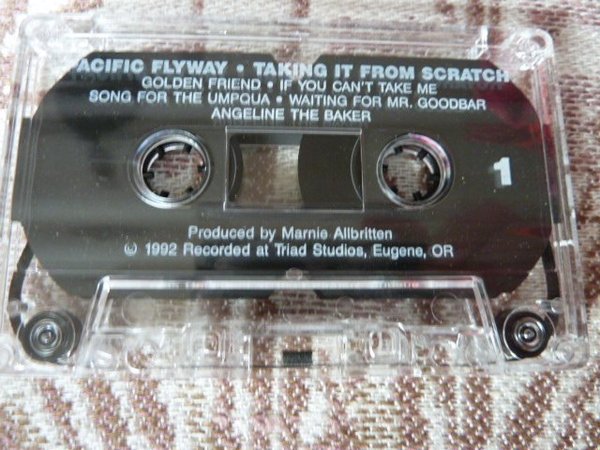 PACIFIC FLYWAY • TAKING IT FROM SCRATCH
GOLDEN FRIEND • IF YOU CAN'T TAKE ME
SONG FOR THE UMPQUA • WAITING FOR MR. GOODBAR
ANGELINE THE BAKER
1
Produced by Marnie Allbritten
© 1992 Recorded at Triad Studios, Eugene, OR